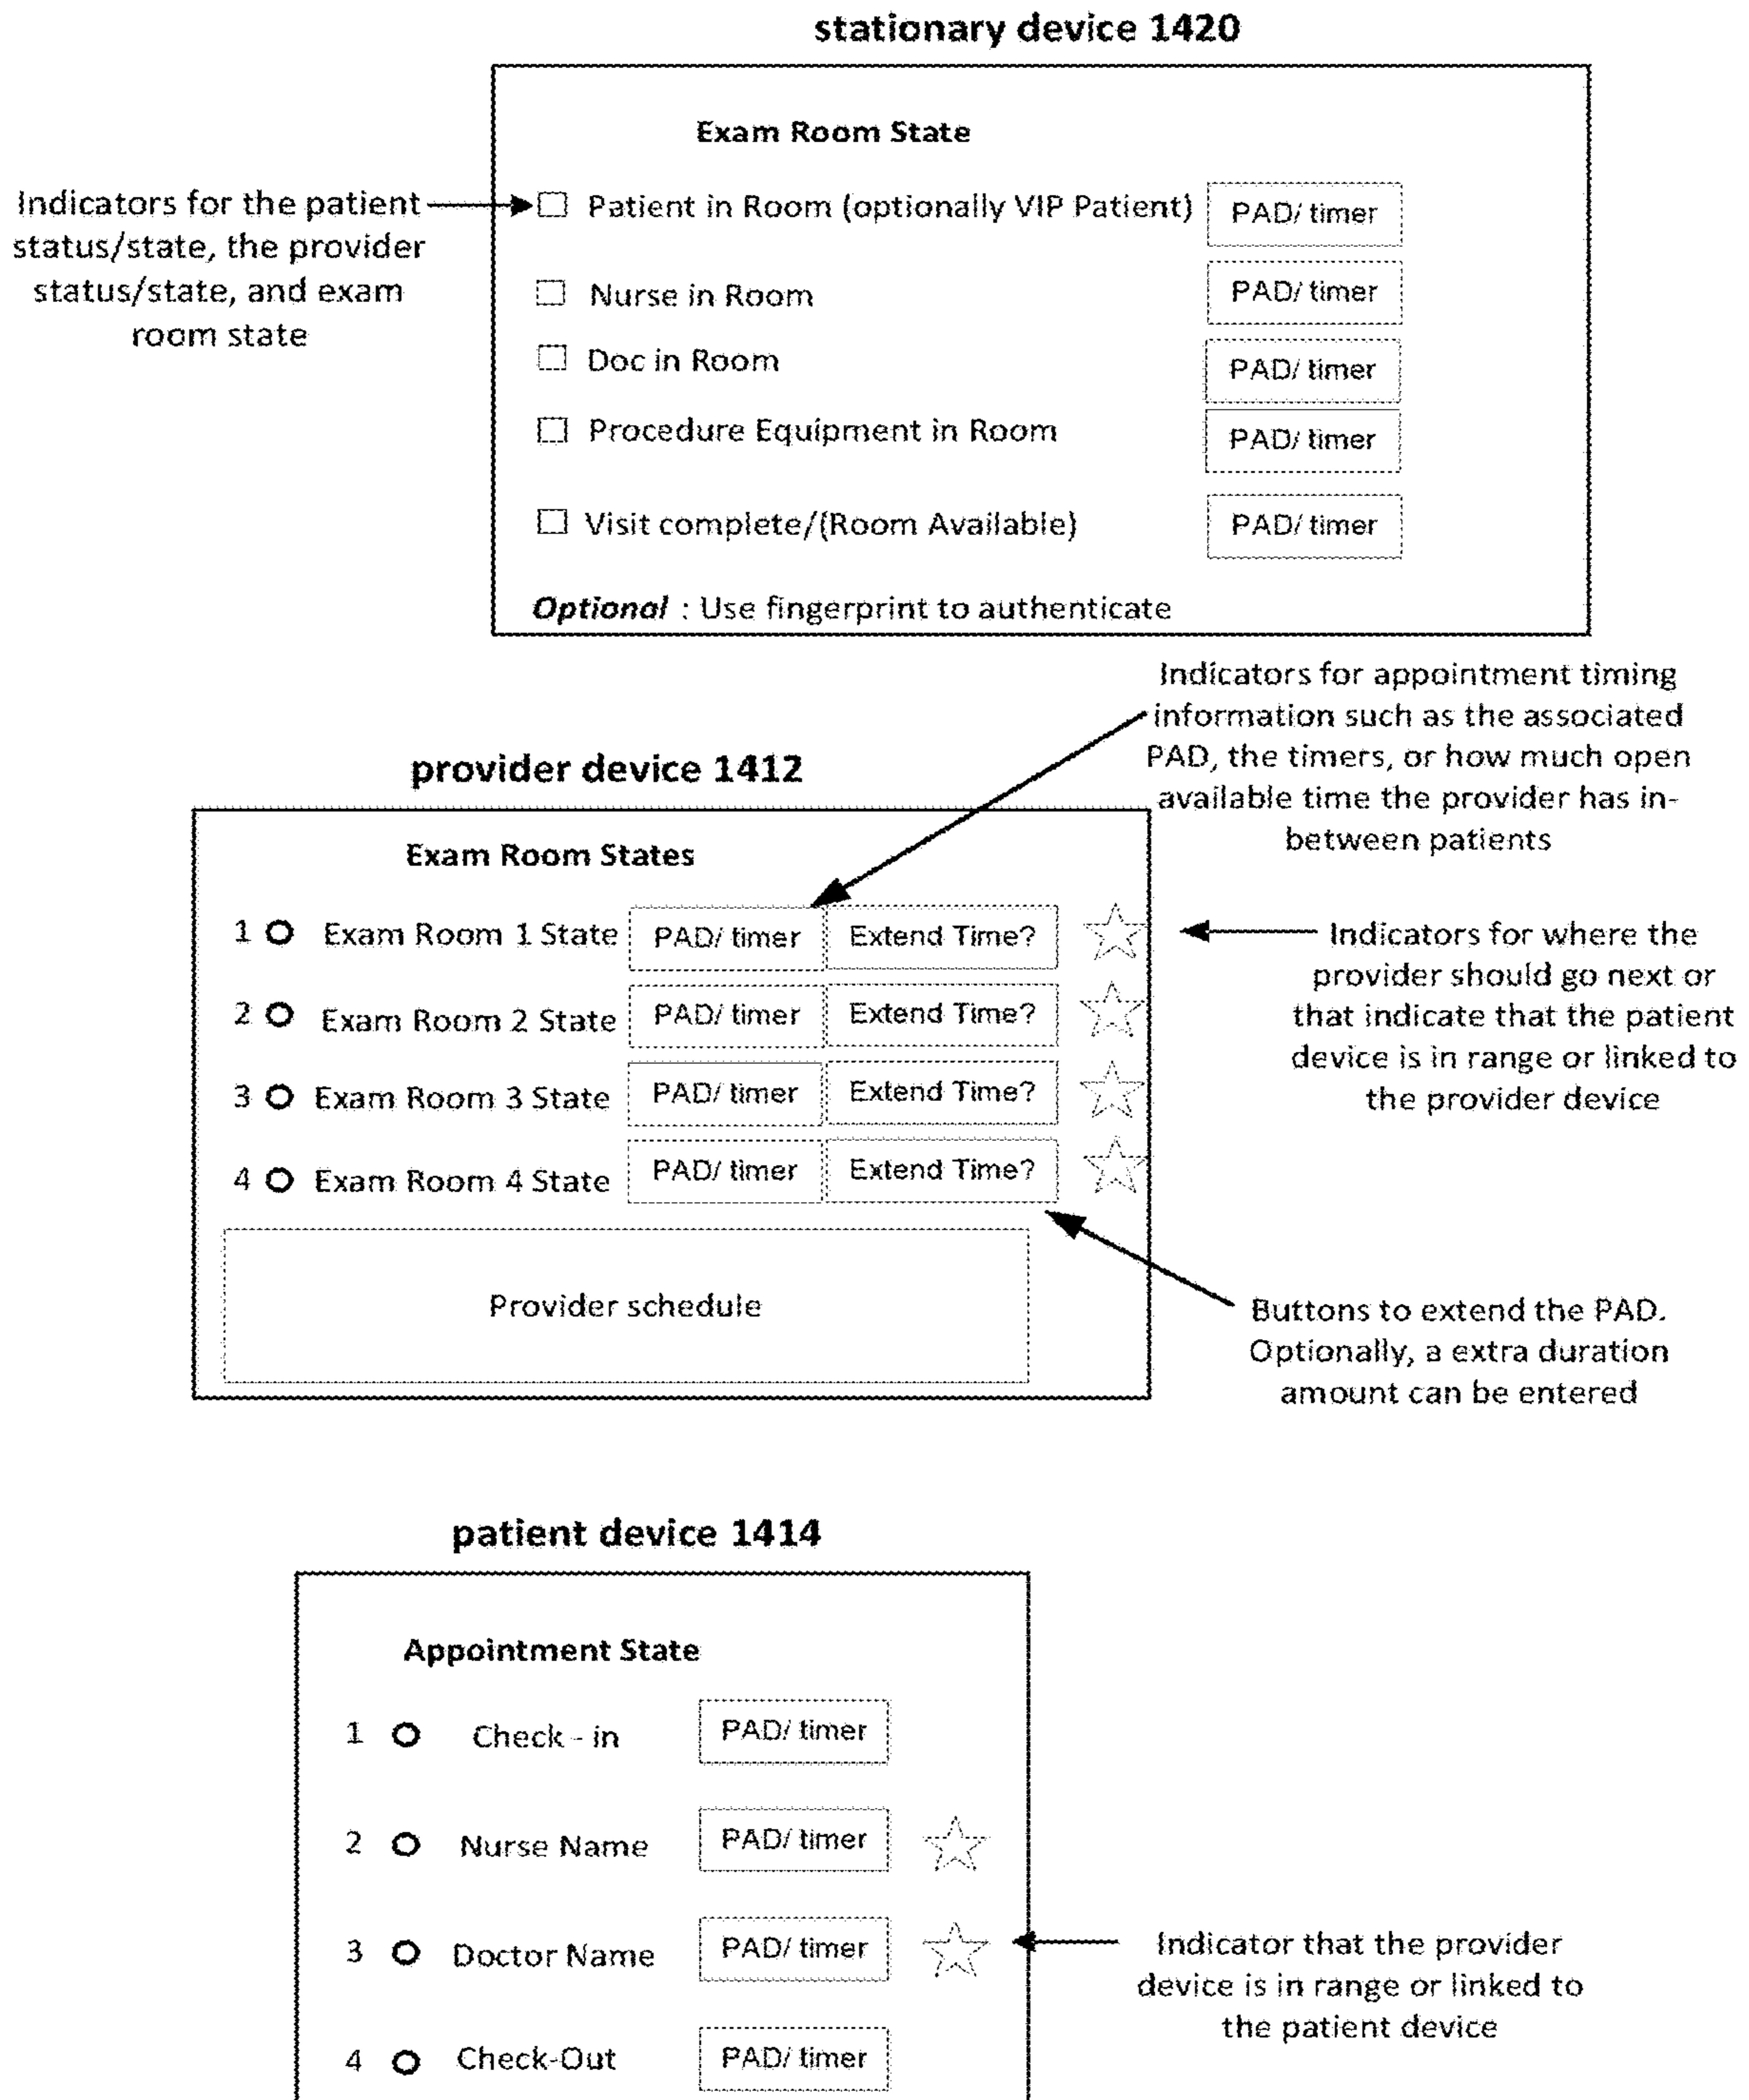 stationary device 1420
Exam Room State
Indicators for the patient
status/state, the provider
status/state, and exam
room state
Patient in Room (optionally VIP Patient) PAD/ timer
Nurse in Room PAD/ timer
Doc in Room PAD/ timer
Procedure Equipment in Room PAD/ timer
Visit complete/(Room Available) PAD/ timer
Optional : Use fingerprint to authenticate
Indicators for appointment timing
information such as the associated
PAD, the timers, or how much open
available time the provider has in-
between patients
provider device 1412
Exam Room States
1 Exam Room 1 State PAD/ timer Extend Time?
2 Exam Room 2 State PAD/ timer Extend Time?
3 Exam Room 3 State PAD/ timer Extend Time?
4 Exam Room 4 State PAD/ timer Extend Time?
Indicators for where the
provider should go next or
that indicate that the patient
device is in range or linked to
the provider device
Provider schedule
Buttons to extend the PAD.
Optionally, a extra duration
amount can be entered
patient device 1414
Appointment State
1 Check - in PAD/ timer
2 Nurse Name PAD/ timer
3 Doctor Name PAD/ timer
4 Check-Out PAD/ timer
Indicator that the provider
device is in range or linked to
the patient device